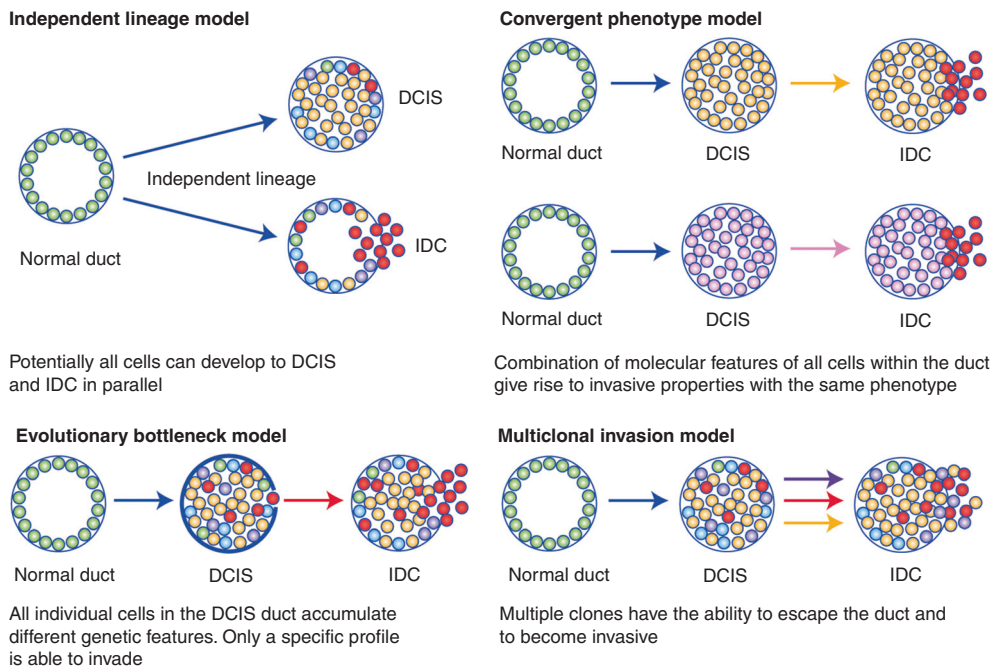 Independent lineage model
DCIS
Independent lineage
Normal duct
IDC
Potentially all cells can develop to DCIS
and IDC in parallel
Convergent phenotype model
Normal duct
DCIS
IDC
Normal duct
DCIS
IDC
Combination of molecular features of all cells within the duct
give rise to invasive properties with the same phenotype
Evolutionary bottleneck model
Normal duct
DCIS
IDC
All individual cells in the DCIS duct accumulate
different genetic features. Only a specific profile
is able to invade
Multiclonal invasion model
Normal duct
DCIS
IDC
Multiple clones have the ability to escape the duct and
to become invasive